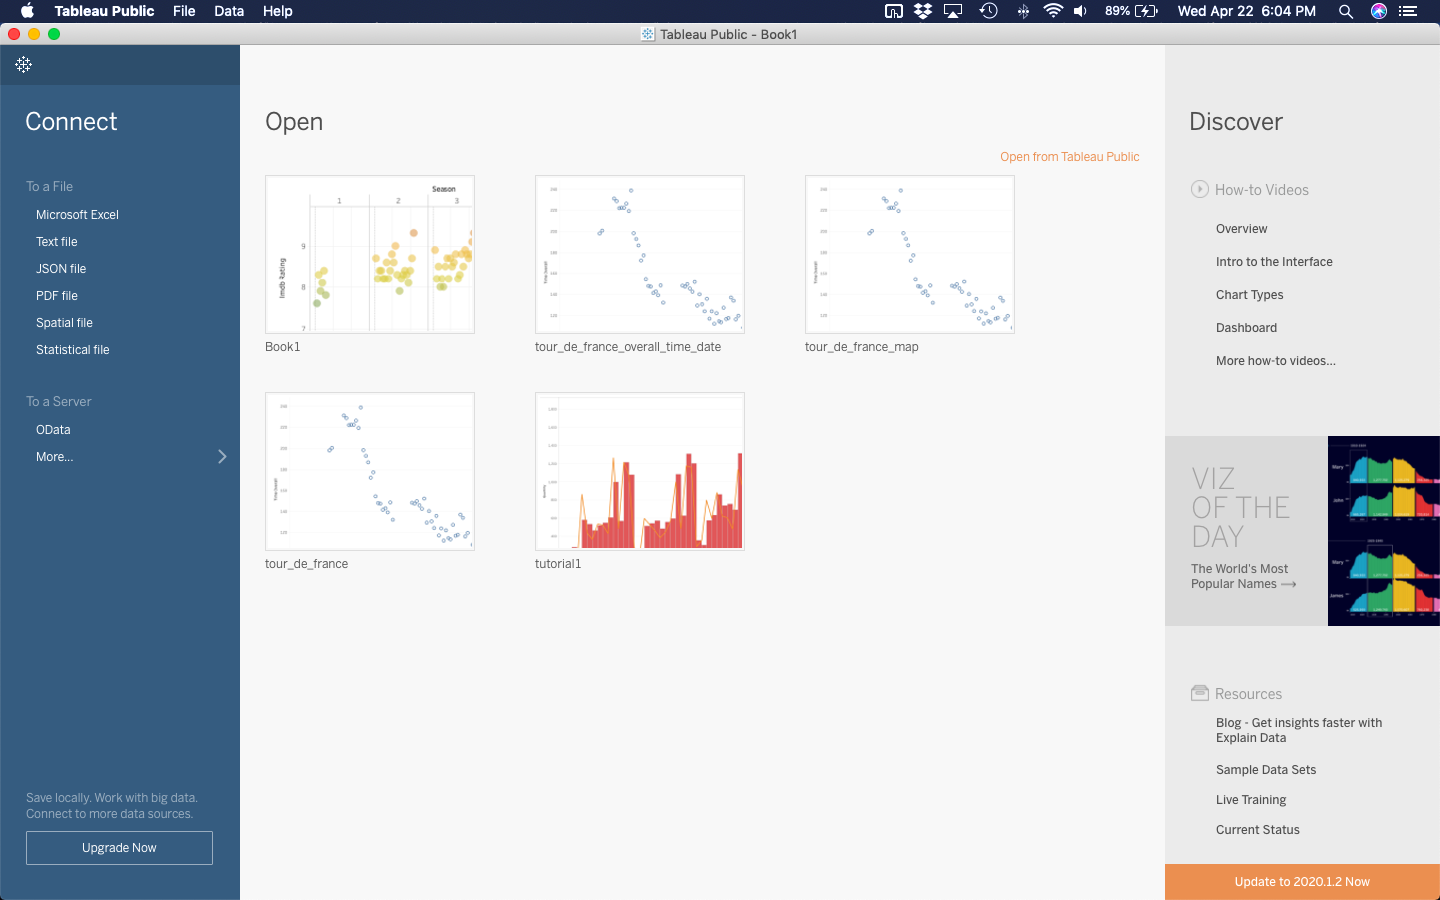 Tableau Public File Data Help
89% Wed Apr 22 6:04 PM
Tableau Public - Book1
Connect
To a File
Microsoft Excel
Text file
JSON file
PDF file
Spatial file
Statistical file
To a Server
OData
More...
Save locally. Work with big data.
Connect to more data sources.
Upgrade Now
Open
Open from Tableau Public
Season
1 2 3
9
8
7
Imdb Rating
Book1
tour_de_france_overall_time_date
tour_de_france_map
tour_de_france
tutorial1
Discover
How-to Videos
Overview
Intro to the Interface
Chart Types
Dashboard
More how-to videos...
VIZ
OF THE
DAY
The World's Most
Popular Names
Mary
John
Mary
James
Resources
Blog - Get insights faster with
Explain Data
Sample Data Sets
Live Training
Current Status
Update to 2020.1.2 Now